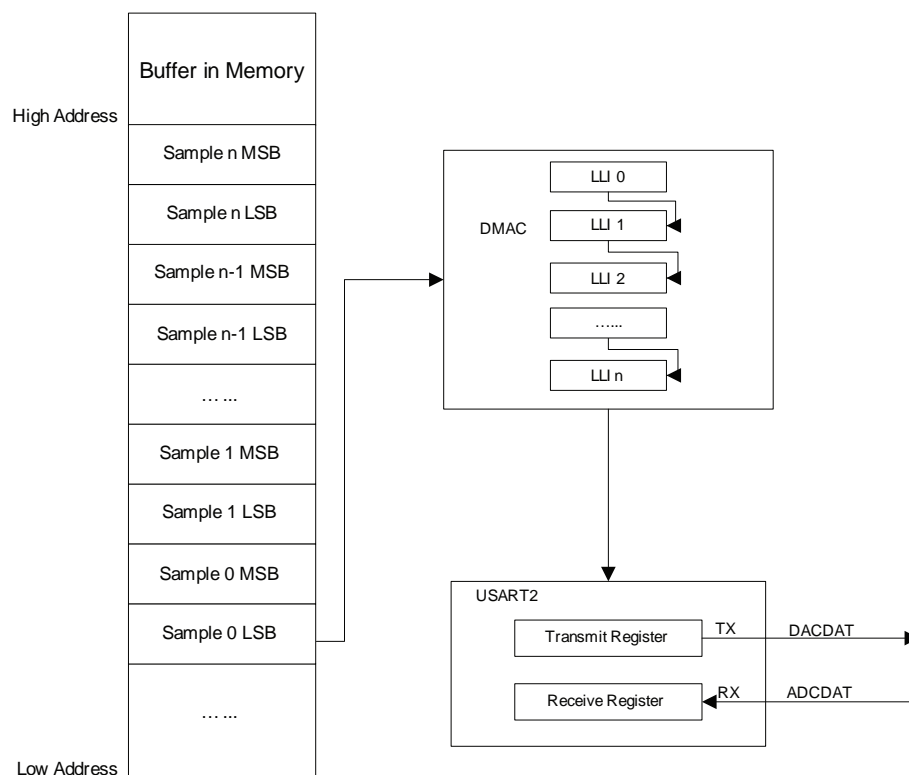 Buffer in Memory
High Address
Sample n MSB
Sample n LSB
Sample n-1 MSB
Sample n-1 LSB
... ...
Sample 1 MSB
Sample 1 LSB
Sample 0 MSB
Sample 0 LSB
... ...
Low Address
DMAC
LLI 0
LLI 1
LLI 2
…...
LLI n
USART2
Transmit Register
TX
DACDAT
Receive Register
RX
ADCDAT